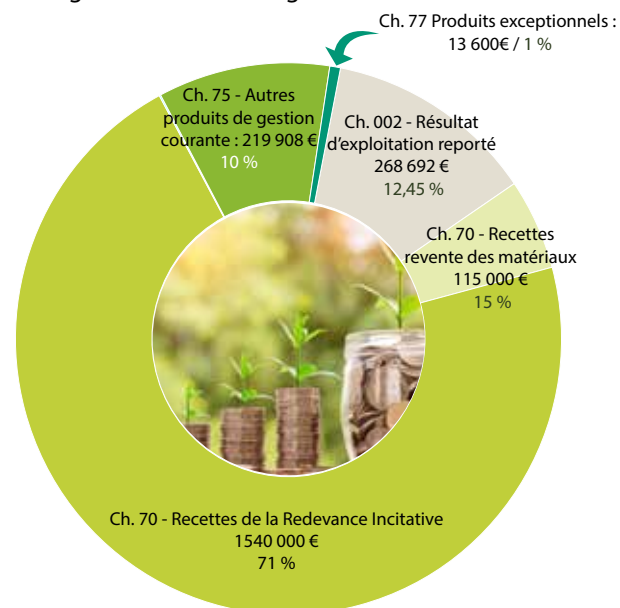 Ch. 77 Produits exceptionnels :
13 600€ / 1 %
Ch. 75 - Autres
produits de gestion
courante : 219 908 €
10 %
Ch. 002 - Résultat
d'exploitation reporté
268 692 €
12,45 %
Ch. 70 - Recettes
revente des matériaux
115 000 €
15 %
Ch. 70 - Recettes de la Redevance Incitative
1540 000 €
71 %